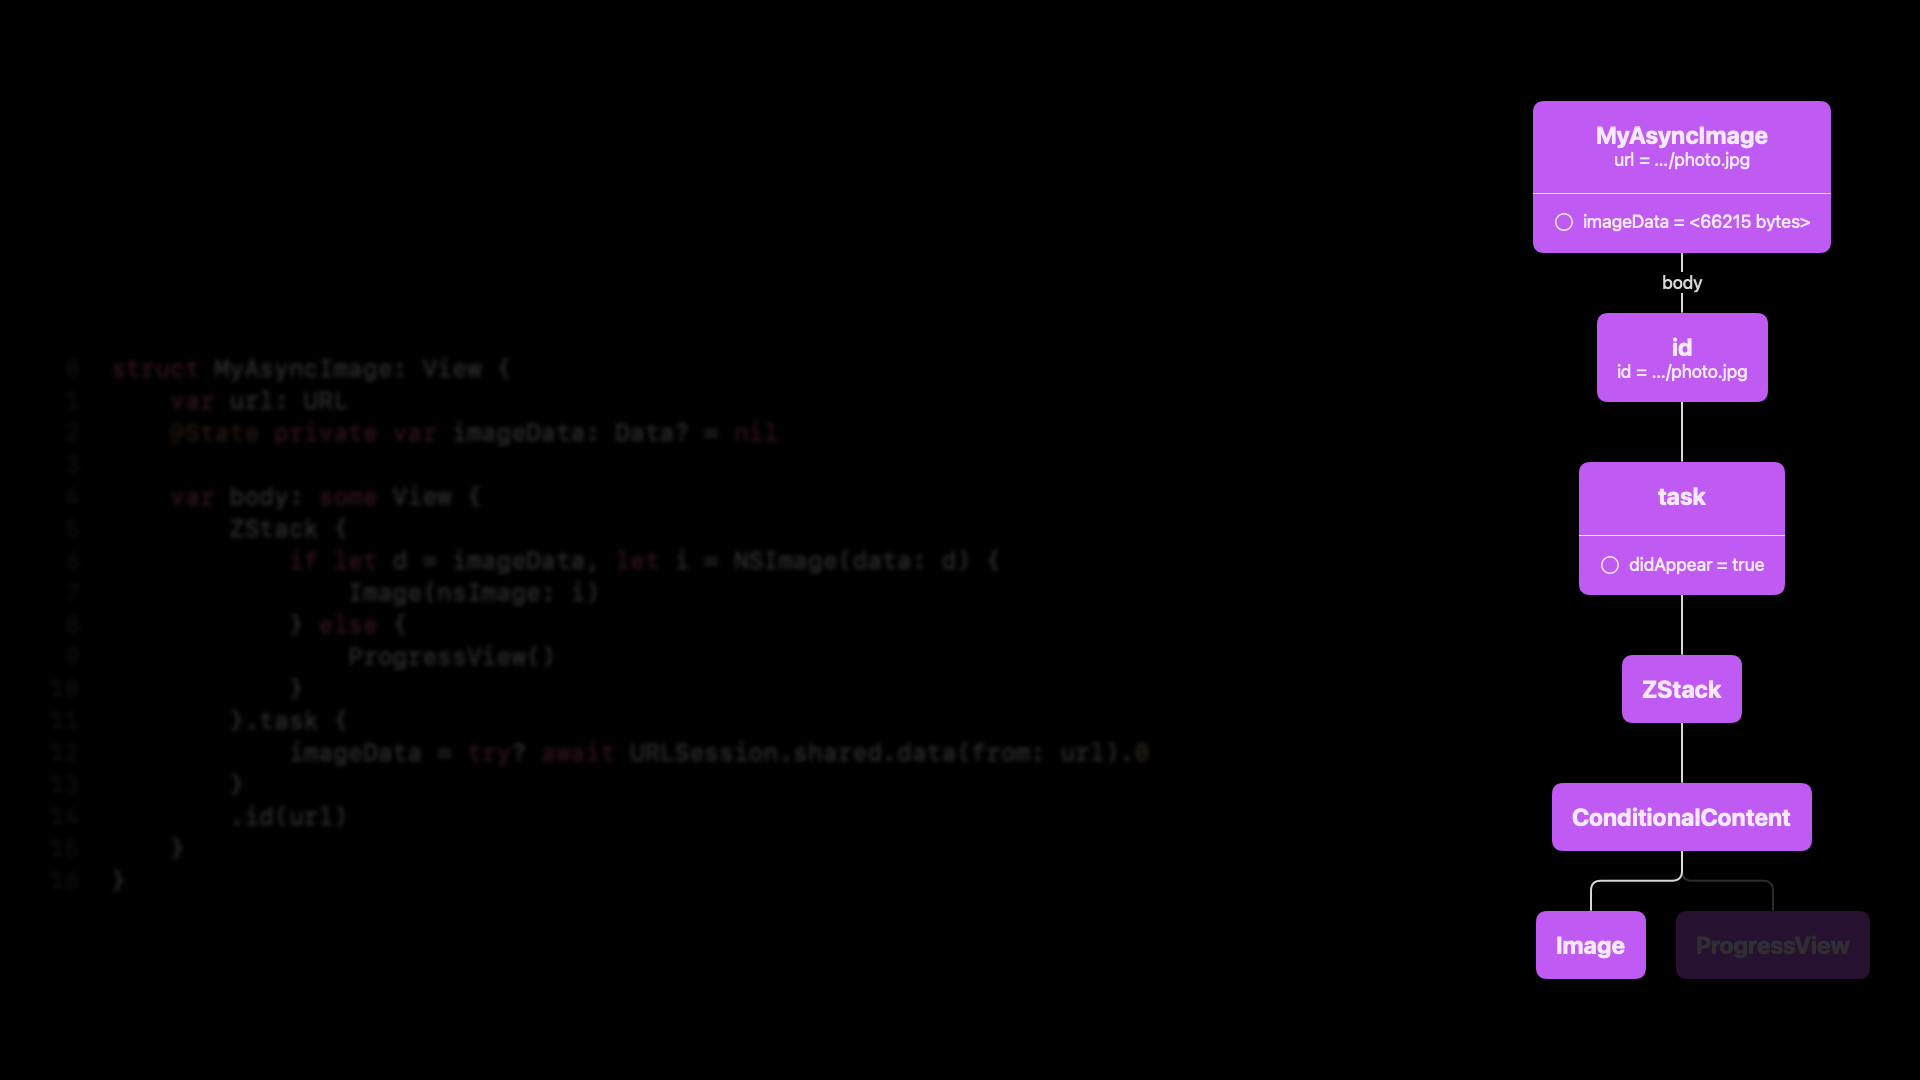 0 struct MyAsyncImage: View {
1 var url: URL
2 @State private var imageData: Data? = nil
3
4 var body: some View {
5 ZStack {
6 if let d = imageData, let i = NSImage(data: d) {
7 Image(nsImage: i)
8 } else {
9 ProgressView()
10 }
11 }.task {
12 imageData = try? await URLSession.shared.data(from: url).0
13 }
14 .id(url)
15 }
16 }
MyAsyncImage
url = .../photo.jpg
imageData = <66215 bytes>
body
id
id = .../photo.jpg
task
didAppear = true
ZStack
ConditionalContent
Image
ProgressView